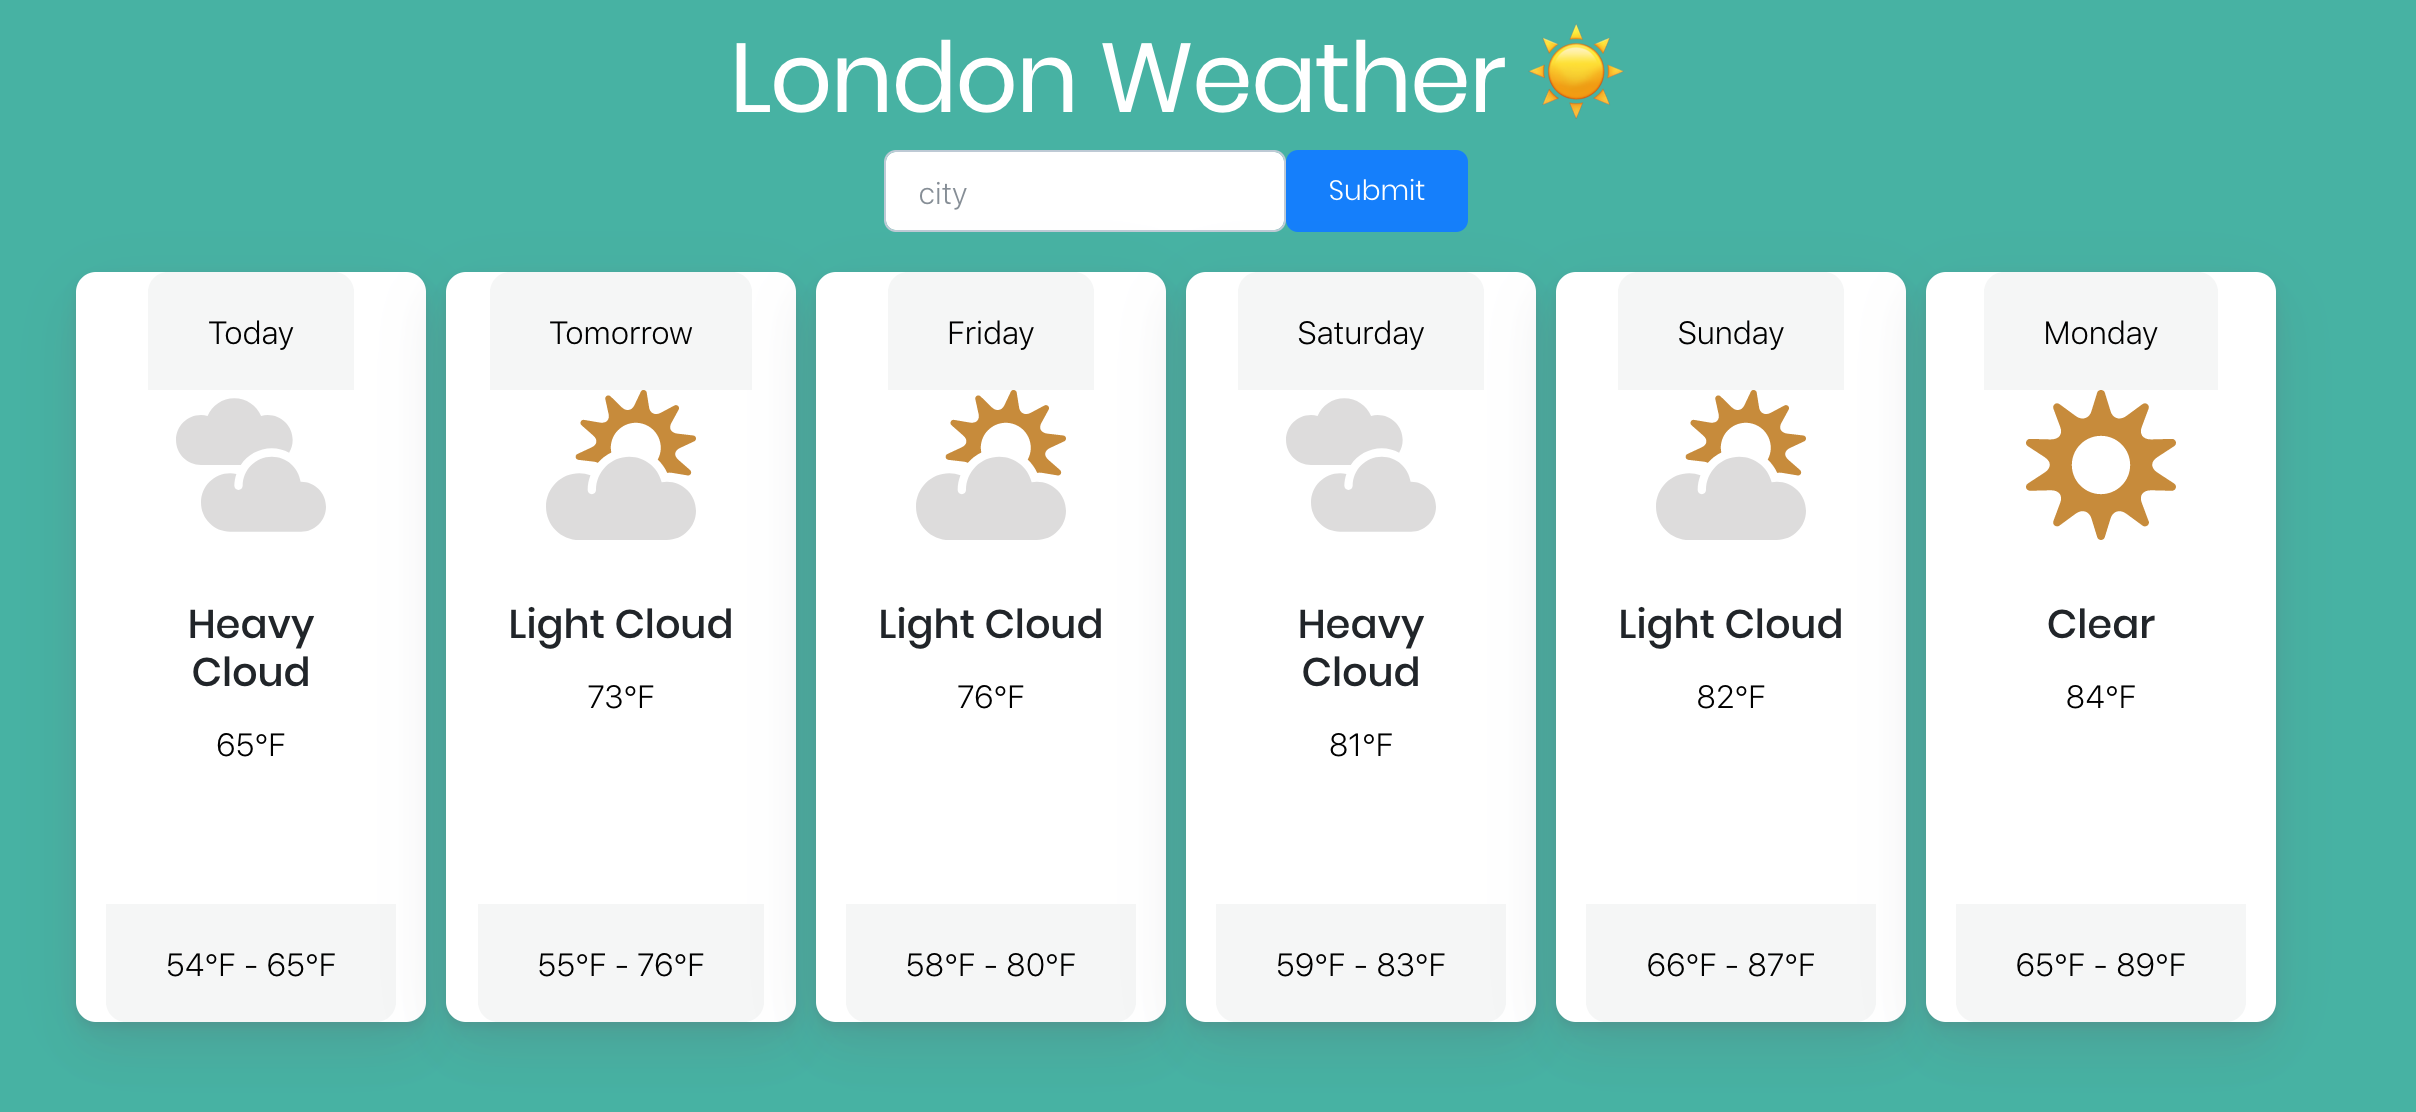 London Weather ☀️
city
Submit
Today
Heavy
Cloud
65°F
54°F - 65°F
Tomorrow
Light Cloud
73°F
55°F - 76°F
Friday
Light Cloud
76°F
58°F - 80°F
Saturday
Heavy
Cloud
81°F
59°F - 83°F
Sunday
Light Cloud
82°F
66°F - 87°F
Monday
Clear
84°F
65°F - 89°F